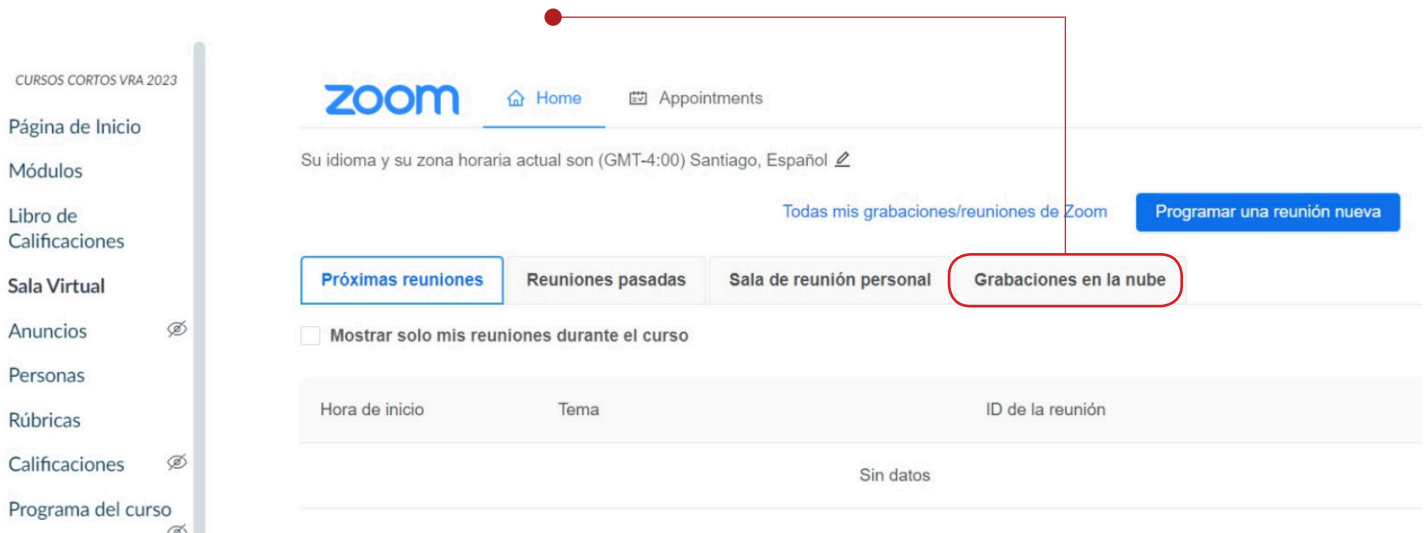 CURSOS CORTOS VRA 2023
Página de Inicio
Módulos
Libro de
Calificaciones
Sala Virtual
Anuncios
Personas
Rúbricas
Calificaciones
Programa del curso
zoom Home Appointments
Su idioma y su zona horaria actual son (GMT-4:00) Santiago, Español
Todas mis grabaciones/reuniones de Zoom Programar una reunión nueva
Próximas reuniones Reuniones pasadas Sala de reunión personal Grabaciones en la nube
Mostrar solo mis reuniones durante el curso
Hora de inicio Tema ID de la reunión
Sin datos